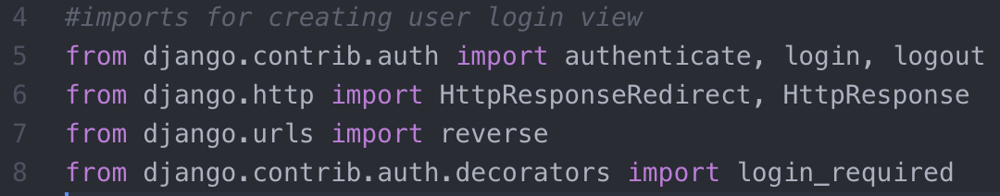 4 #imports for creating user login view
5 from django.contrib.auth import authenticate, login, logout
6 from django.http import HttpResponseRedirect, HttpResponse
7 from django.urls import reverse
8 from django.contrib.auth.decorators import login_required